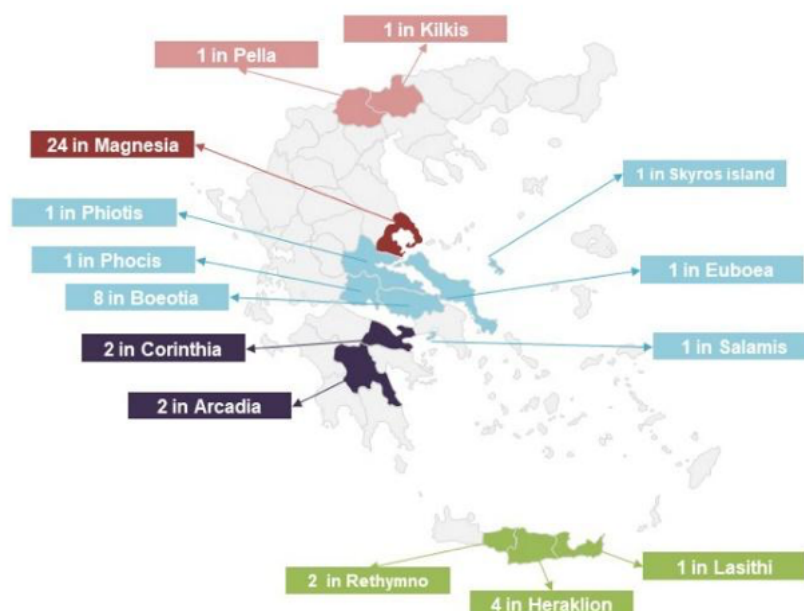 1 in Kilkis
1 in Pella
24 in Magnesia
1 in Skyros island
1 in Phiotis
1 in Phocis
1 in Euboea
8 in Boeotia
2 in Corinthia
1 in Salamis
2 in Arcadia
1 in Lasithi
2 in Rethymno
4 in Heraklion